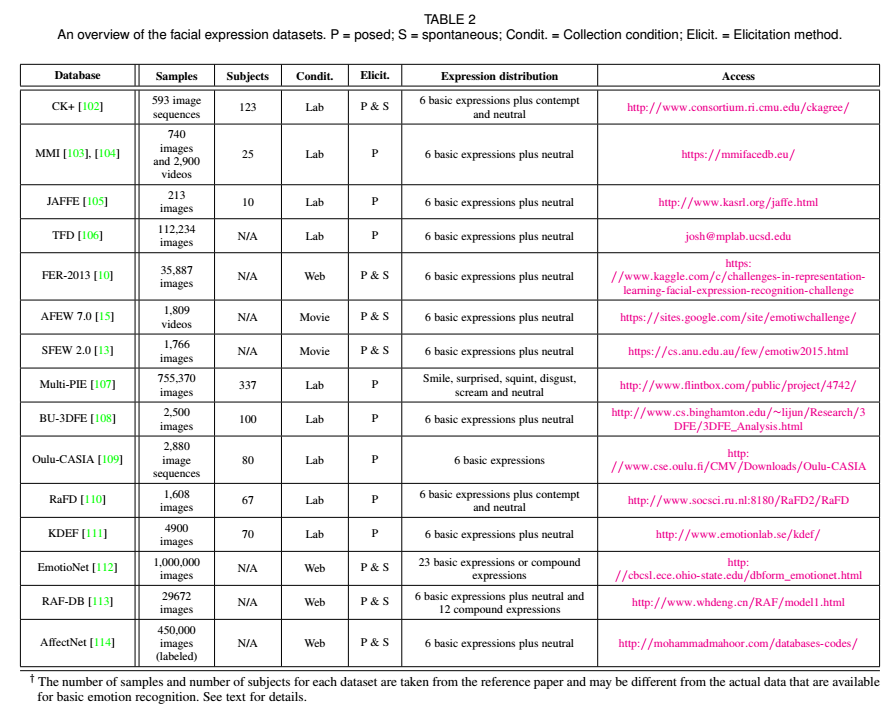 TABLE 2
An overview of the facial expression datasets. P = posed; S = spontaneous; Condit. = Collection condition; Elicit. = Elicitation method.
Database Samples Subjects Condit. Elicit. Expression distribution Access
CK+ [102] 593 image sequences 123 Lab P & S 6 basic expressions plus contempt and neutral http://www.consortium.ri.cmu.edu/ckagree/
MMI [103], [104] 740 images and 2,900 videos 25 Lab P 6 basic expressions plus neutral https://mmifacedb.eu/
JAFFE [105] 213 images 10 Lab P 6 basic expressions plus neutral http://www.kasrl.org/jaffe.html
TFD [106] 112,234 images N/A Lab P 6 basic expressions plus neutral josh@mplab.ucsd.edu
FER-2013 [10] 35,887 images N/A Web P & S 6 basic expressions plus neutral https://www.kaggle.com/c/challenges-in-representation-learning-facial-expression-recognition-challenge
AFEW 7.0 [15] 1,809 videos N/A Movie P & S 6 basic expressions plus neutral https://sites.google.com/site/emotiwchallenge/
SFEW 2.0 [13] 1,766 images N/A Movie P & S 6 basic expressions plus neutral https://cs.anu.edu.au/few/emotiw2015.html
Multi-PIE [107] 755,370 images 337 Lab P Smile, surprised, squint, disgust, scream and neutral http://www.flintbox.com/public/project/4742/
BU-3DFE [108] 2,500 images 100 Lab P 6 basic expressions plus neutral http://www.cs.binghamton.edu/~lijun/Research/3DFE/3DFE_Analysis.html
Oulu-CASIA [109] 2,880 image sequences 80 Lab P 6 basic expressions http://www.cse.oulu.fi/CMV/Downloads/Oulu-CASIA
RaFD [110] 1,608 images 67 Lab P 6 basic expressions plus contempt and neutral http://www.socsci.ru.nl:8180/RaFD2/RaFD
KDEF [111] 4900 images 70 Lab P 6 basic expressions plus neutral http://www.emotionlab.se/kdef/
EmotioNet [112] 1,000,000 images N/A Web P & S 23 basic expressions or compound expressions http://cbcsl.ece.ohio-state.edu/dbform_emotionet.html
RAF-DB [113] 29672 images N/A Web P & S 6 basic expressions plus neutral and 12 compound expressions http://www.whdeng.cn/RAF/model1.html
AffectNet [114] 450,000 images (labeled) N/A Web P & S 6 basic expressions plus neutral http://mohammadmahoor.com/databases-codes/
† The number of samples and number of subjects for each dataset are taken from the reference paper and may be different from the actual data that are available
for basic emotion recognition. See text for details.